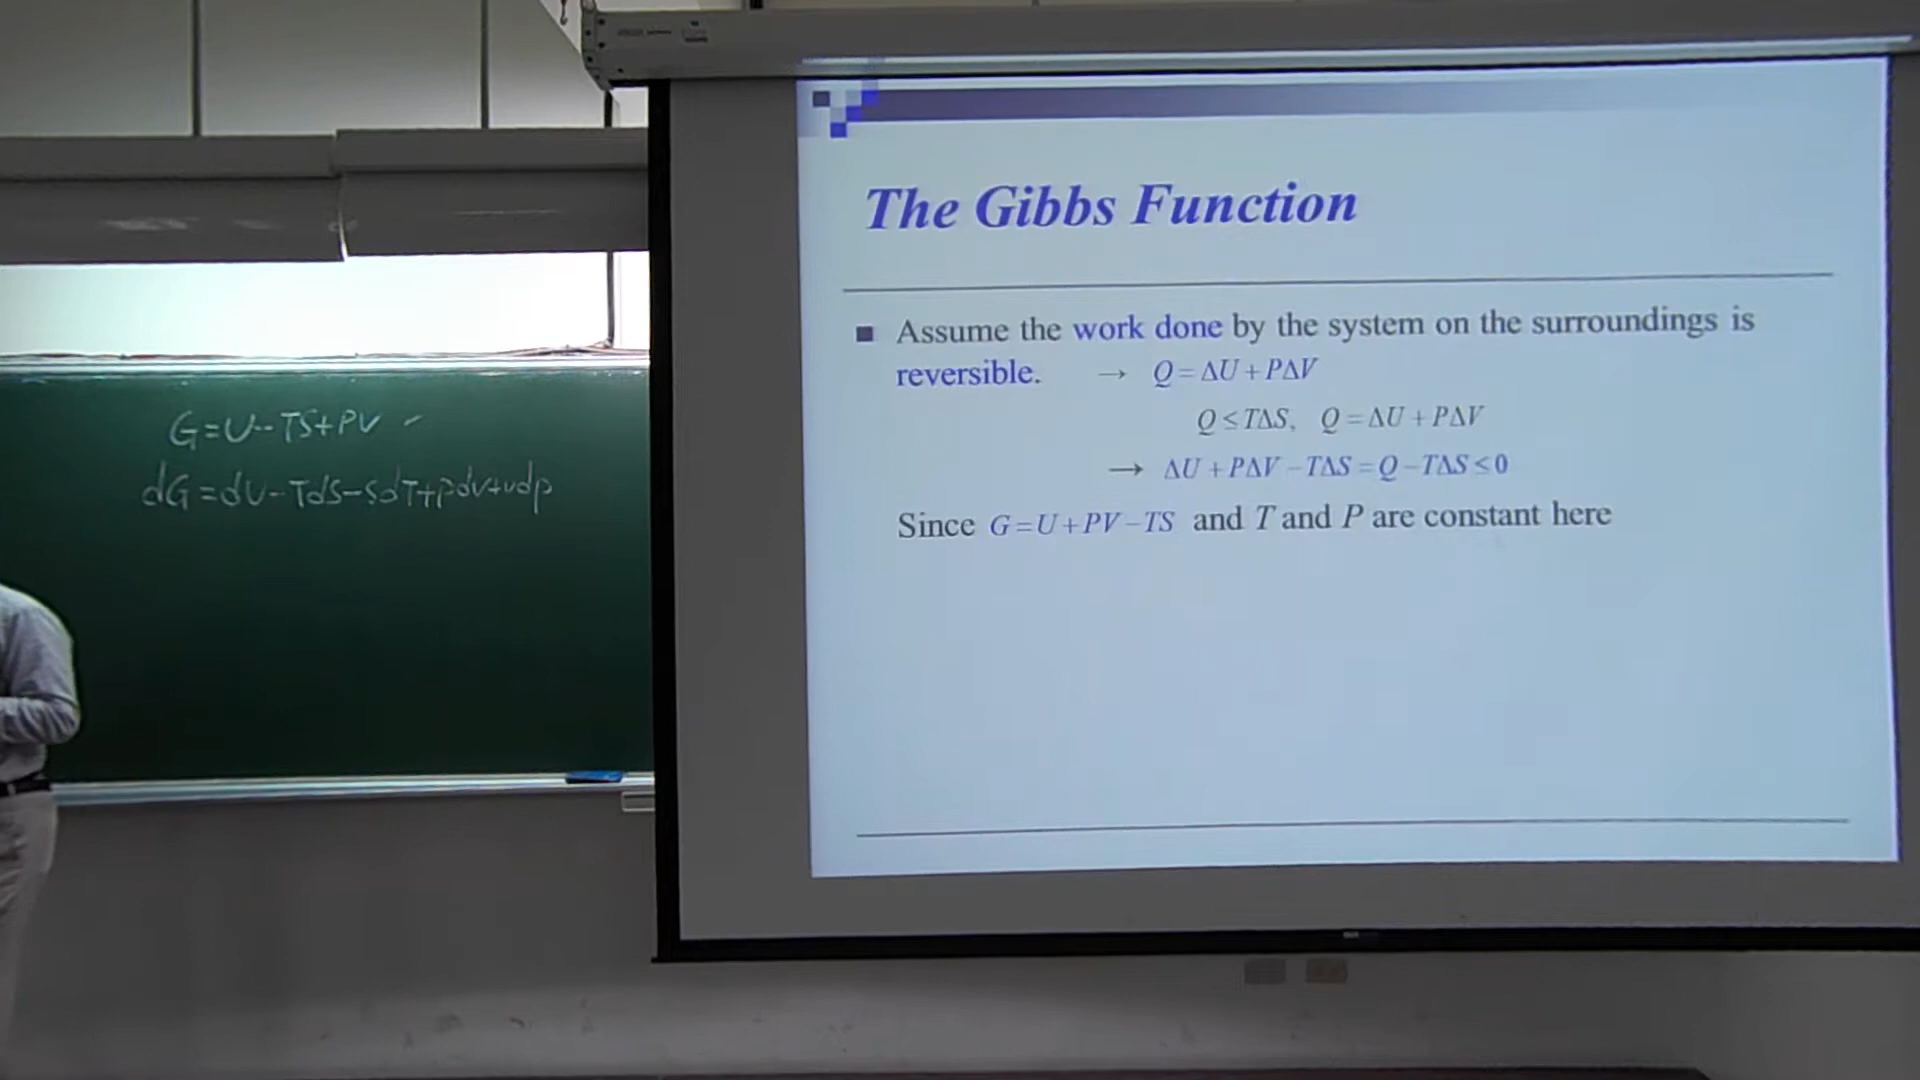 G=U-TS+PV
dG=dU-TdS-SdT+Pdv+vdp
The Gibbs Function
Assume the work done by the system on the surroundings is
reversible. → Q=ΔU+PΔV
Q≤TΔS, Q=ΔU+PΔV
→ ΔU+PΔV-TΔS=Q-TΔS≤0
Since G=U+PV-TS and T and P are constant here